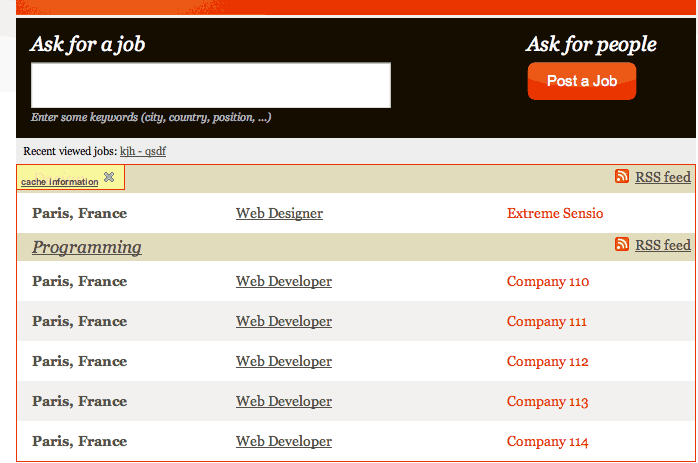 Ask for a job Ask for people
Post a Job
Enter some keywords (city, country, position, ...)
Recent viewed jobs: kjh - qsdf
cache information RSS feed
Paris, France Web Designer Extreme Sensio
Programming RSS feed
Paris, France Web Developer Company 110
Paris, France Web Developer Company 111
Paris, France Web Developer Company 112
Paris, France Web Developer Company 113
Paris, France Web Developer Company 114